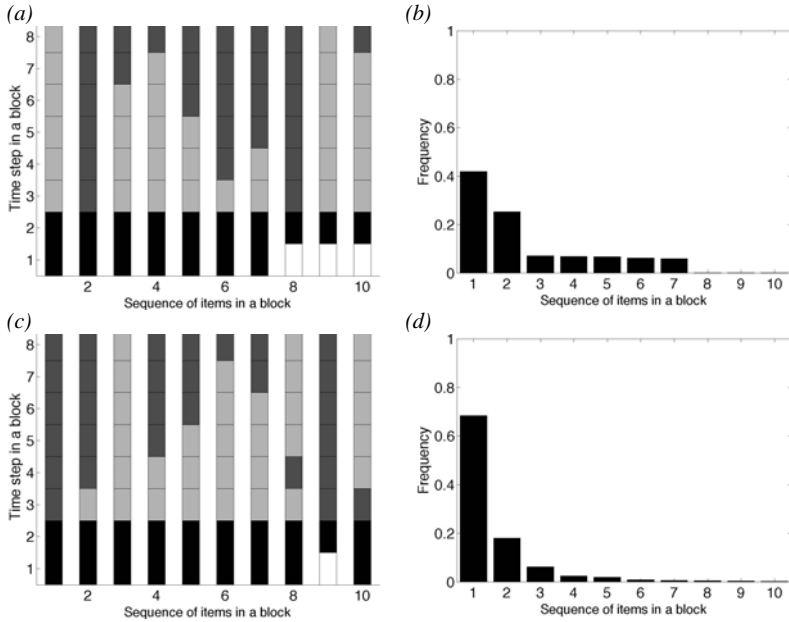 (a)
8
7
6
5
4
3
2
1
Time step in a block
2 4 6 8 10
Sequence of items in a block
(b)
1
0.8
0.6
0.4
0.2
0
Frequency
1 2 3 4 5 6 7 8 9 10
Sequence of items in a block
(c)
8
7
6
5
4
3
2
1
Time step in a block
2 4 6 8 10
Sequence of items in a block
(d)
1
0.8
0.6
0.4
0.2
0
Frequency
1 2 3 4 5 6 7 8 9 10
Sequence of items in a block